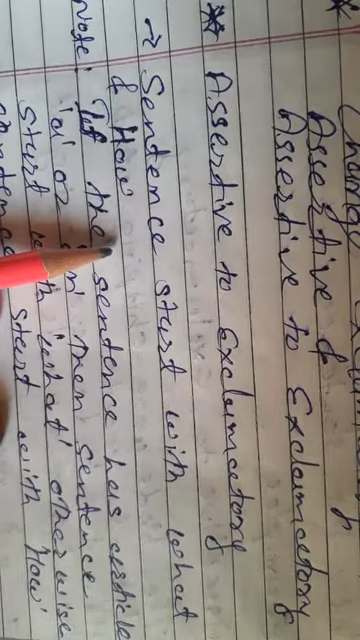 Assertive &
Assertive to Exclamatory
** Assertive to Exclamatory
→ Sentence start with what
& How
Note: If the sentence has article
'a' or 'an' then sentence
start with 'what' otherwise
sentence start with 'how'